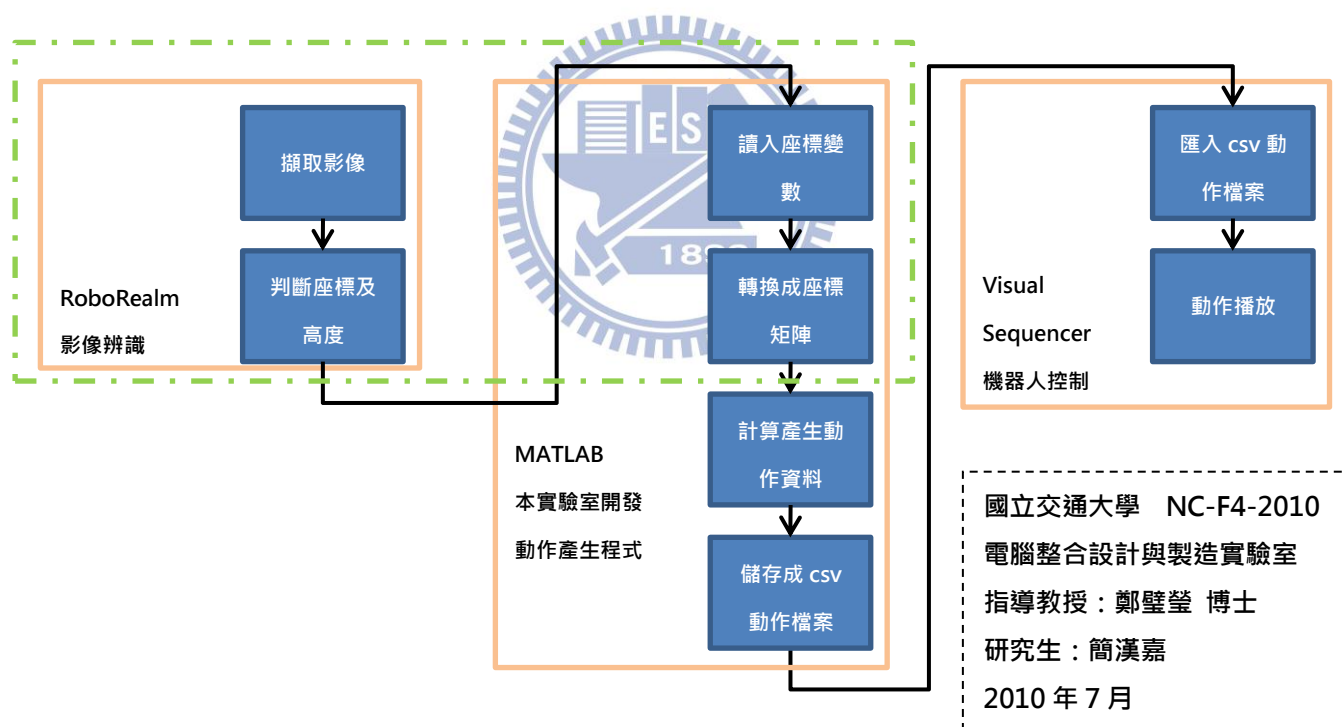 擷取影像
判斷座標及
高度
RoboRealm
影像辨識
讀入座標變
數
轉換成座標
矩陣
計算產生動
作資料
儲存成 csv
動作檔案
MATLAB
本實驗室開發
動作產生程式
匯入 csv 動
作檔案
動作播放
Visual
Sequencer
機器人控制
國立交通大學 NC-F4-2010
電腦整合設計與製造實驗室
指導教授：鄭璧瑩 博士
研究生：簡漢嘉
2010 年 7 月
ES
189